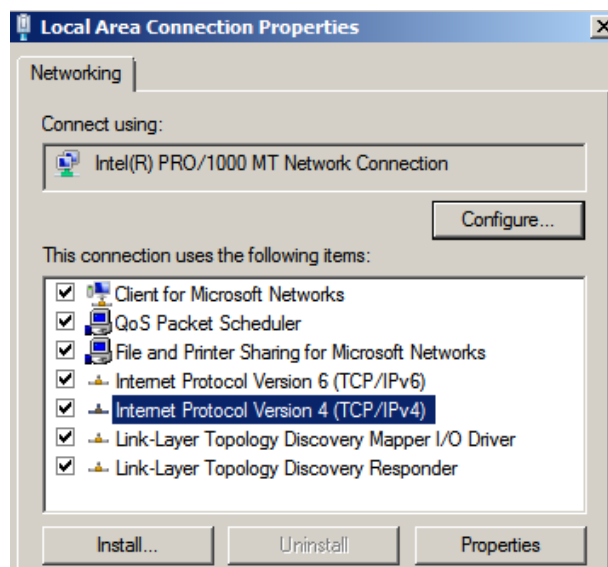 Local Area Connection Properties
Networking
Connect using:
Intel(R) PRO/1000 MT Network Connection
Configure...
This connection uses the following items:
Client for Microsoft Networks
QoS Packet Scheduler
File and Printer Sharing for Microsoft Networks
Internet Protocol Version 6 (TCP/IPv6)
Internet Protocol Version 4 (TCP/IPv4)
Link-Layer Topology Discovery Mapper I/O Driver
Link-Layer Topology Discovery Responder
Install... Uninstall Properties